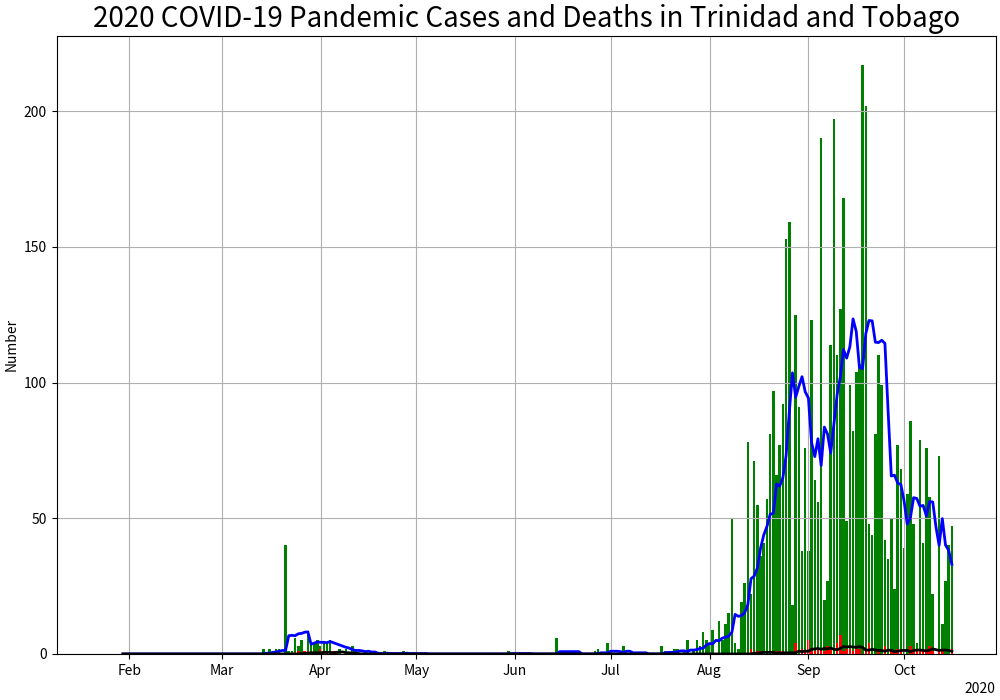 2020 COVID-19 Pandemic Cases and Deaths in Trinidad and Tobago
Number
200
150
100
50
0
Feb Mar Apr May Jun Jul Aug Sep Oct
2020